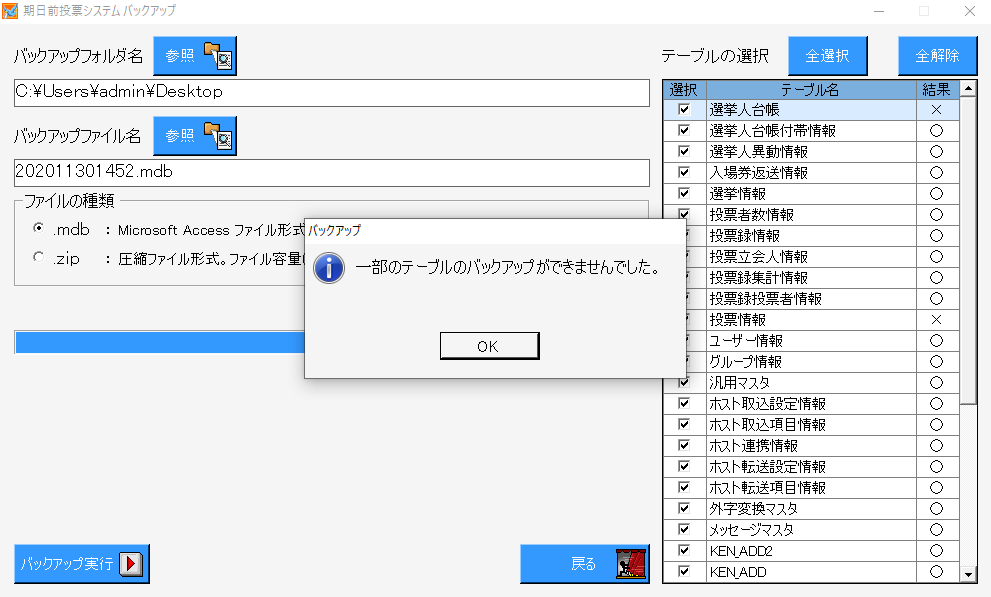 期日前投票システム バックアップ
バックアップフォルダ名
参照
C:¥Users¥admin¥Desktop
バックアップファイル名
参照
202011301452.mdb
ファイルの種類
.mdb : Microsoft Access ファイル形式
.zip : 圧縮ファイル形式。ファイル容量
バックアップ
一部のテーブルのバックアップができませんでした。
OK
バックアップ実行
戻る
テーブルの選択
全選択
全解除
選択 テーブル名 結果
選挙人台帳 ×
選挙人台帳付帯情報 ○
選挙人異動情報 ○
入場券返送情報 ○
選挙情報 ○
投票者数情報 ○
投票録情報 ○
投票立会人情報 ○
投票録集計情報 ○
投票録投票者情報 ○
投票情報 ×
ユーザー情報 ○
グループ情報 ○
汎用マスタ ○
ホスト取込設定情報 ○
ホスト取込項目情報 ○
ホスト連携情報 ○
ホスト転送設定情報 ○
ホスト転送項目情報 ○
外字変換マスタ ○
メッセージマスタ ○
KEN_ADD2 ○
KEN_ADD ○